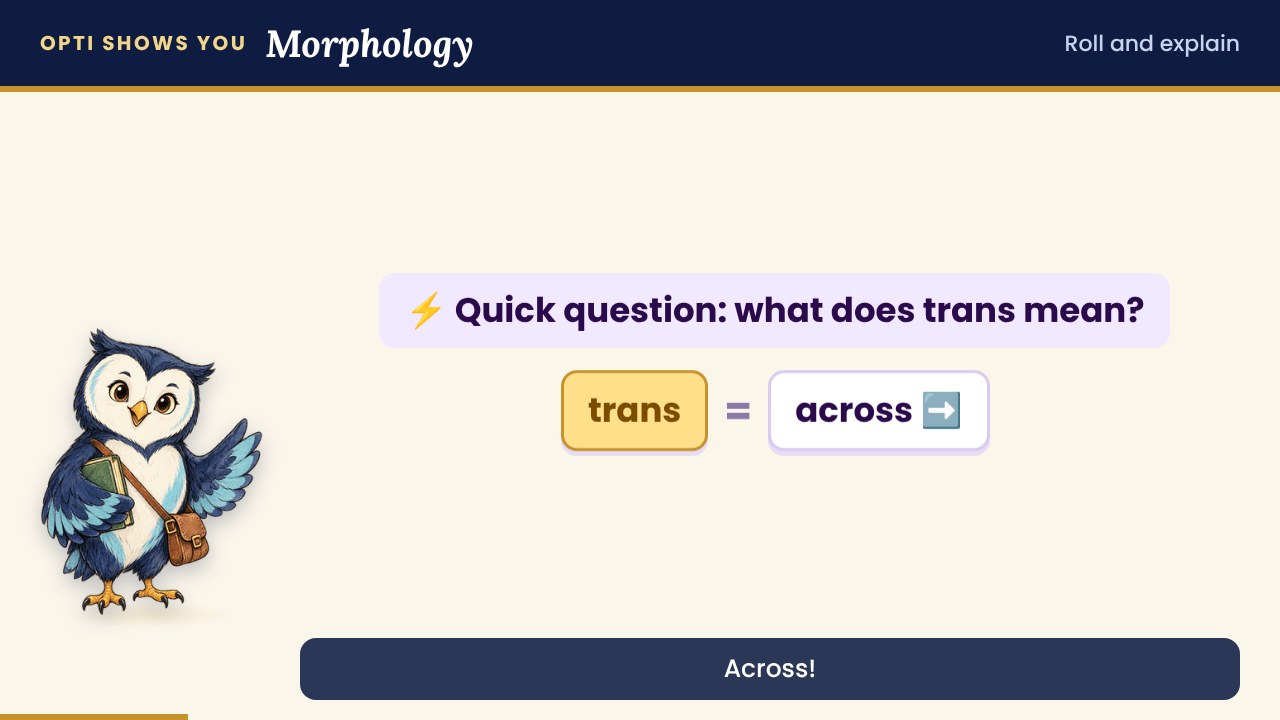 OPTI SHOWS YOU Morphology
Roll and explain
⚡ Quick question: what does trans mean?
trans = across ➡️
Across!